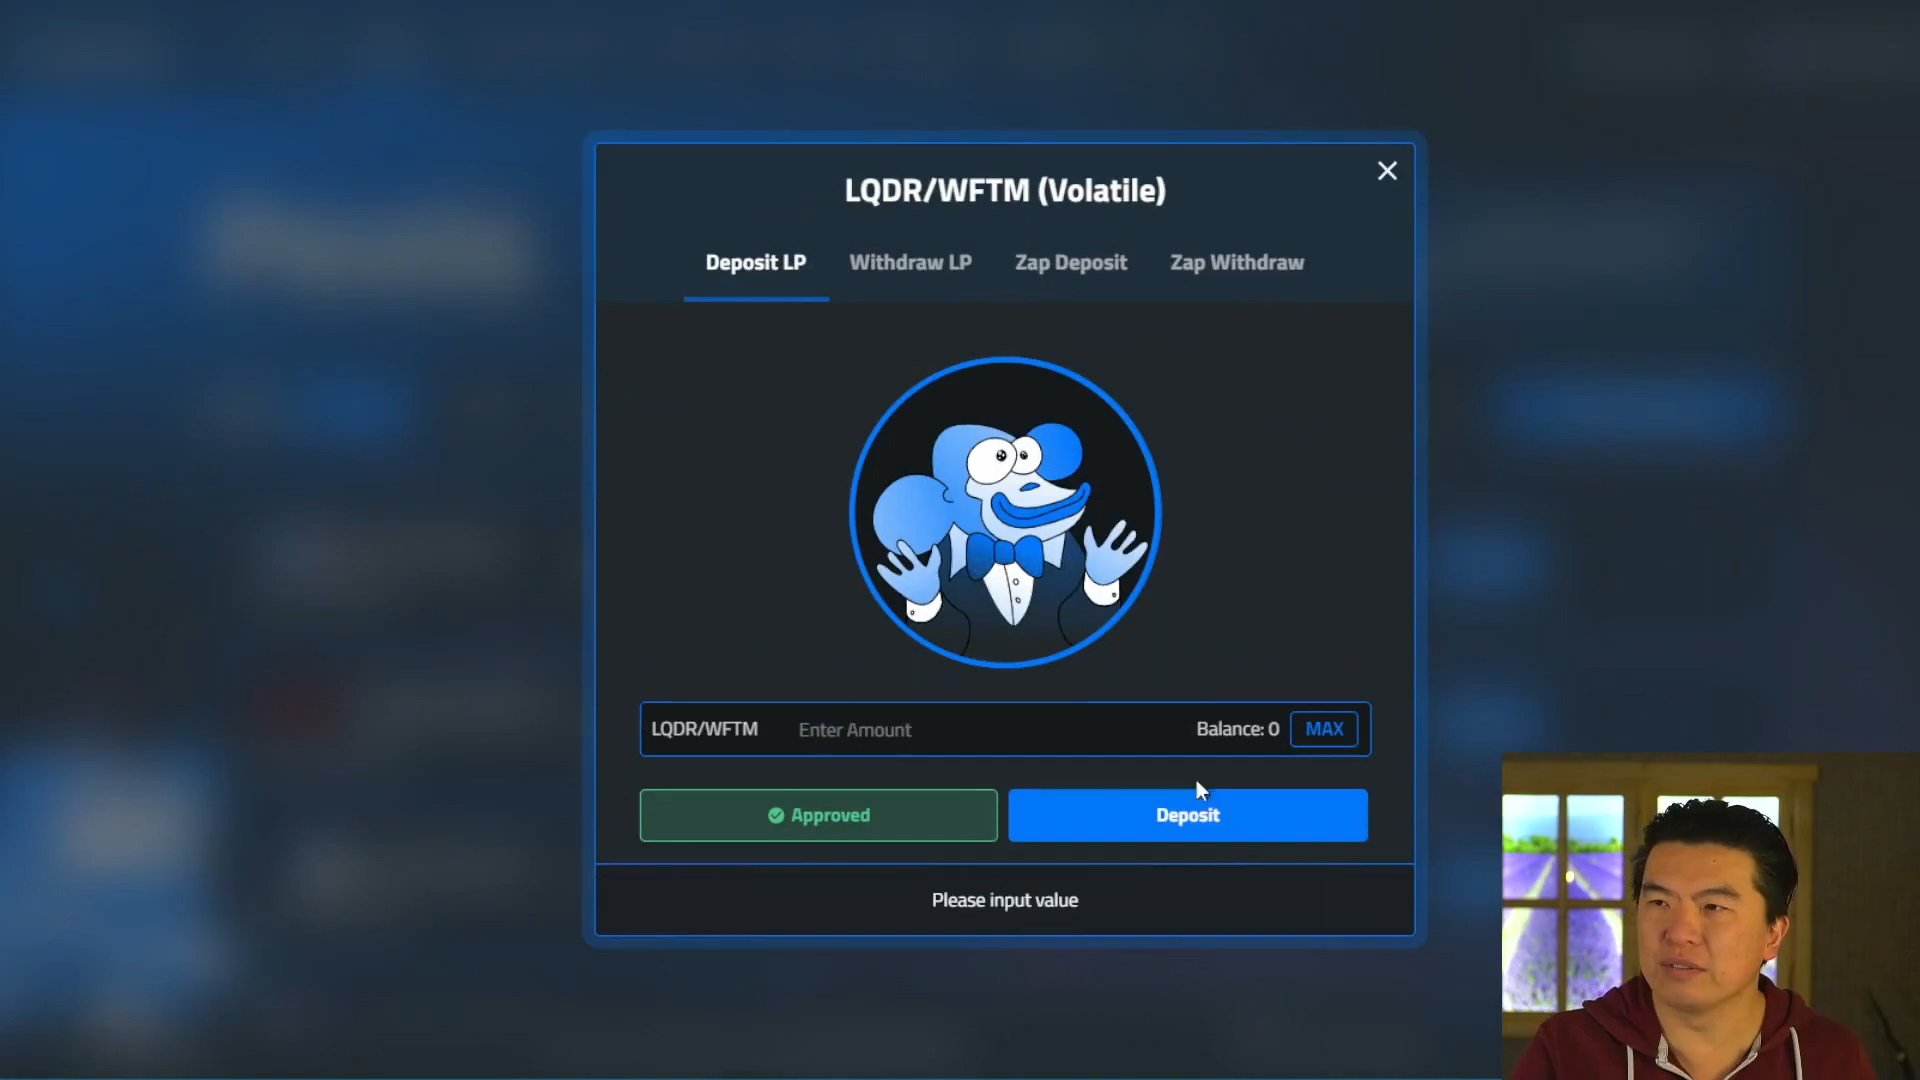 LQDR/WFTM (Volatile)
Deposit LP Withdraw LP Zap Deposit Zap Withdraw
LQDR/WFTM Enter Amount Balance: 0 MAX
Approved Deposit
Please input value